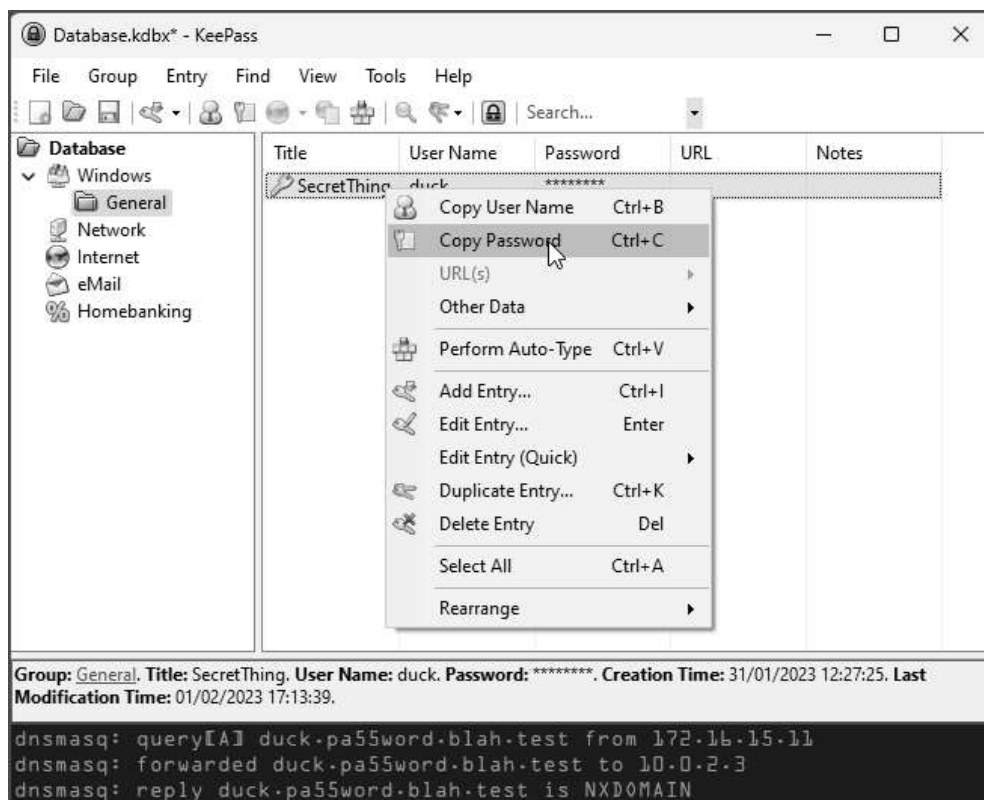 Database.kdbx* - KeePass
File Group Entry Find View Tools Help
Search...
Database
Windows
General
Network
Internet
eMail
Homebanking
Title User Name Password URL Notes
SecretThing duck ********
Copy User Name Ctrl+B
Copy Password Ctrl+C
URL(s)
Other Data
Perform Auto-Type Ctrl+V
Add Entry... Ctrl+I
Edit Entry... Enter
Edit Entry (Quick)
Duplicate Entry... Ctrl+K
Delete Entry Del
Select All Ctrl+A
Rearrange
Group: General. Title: SecretThing. User Name: duck. Password: ********. Creation Time: 31/01/2023 12:27:25. Last
Modification Time: 01/02/2023 17:13:39.
dnsmasq: query[A] duck.pa55word.blah.test from 172.16.15.11
dnsmasq: forwarded duck.pa55word.blah.test to 10.0.2.3
dnsmasq: reply duck.pa55word.blah.test is NXDOMAIN